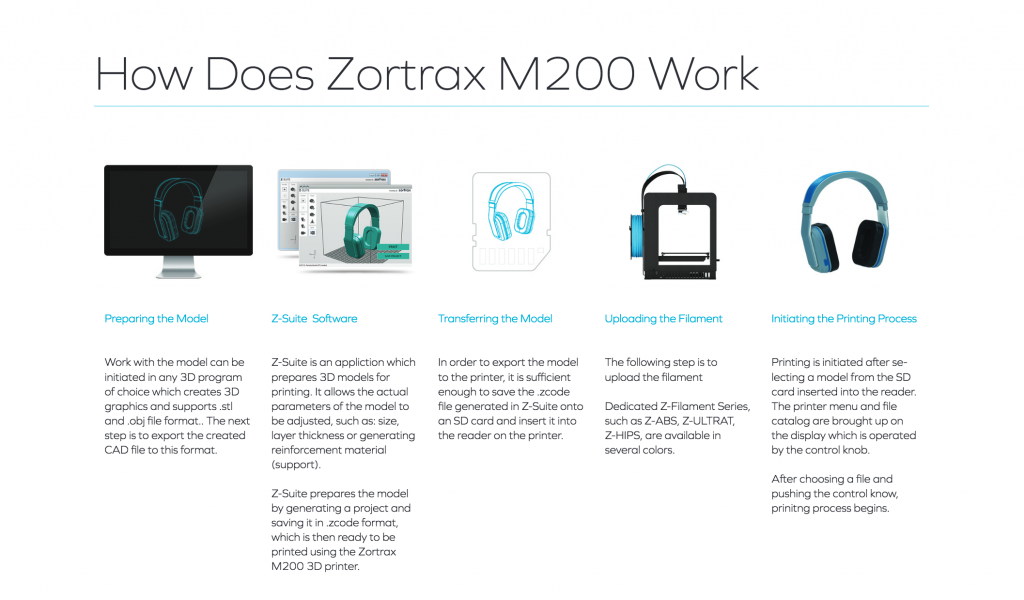 How Does Zortrax M200 Work
zortrax
Preparing the Model
Work with the model can be
initiated in any 3D program
of choice which creates 3D
graphics and supports .stl
and .obj file format.. The next
step is to export the created
CAD file to this format.
Z-Suite  Software
Z-Suite is an appliction which
prepares 3D models for
printing. It allows the actual
parameters of the model to
be adjusted, such as: size,
layer thickness or generating
reinforcement material
(support).
Z-Suite prepares the model
by generating a project and
saving it in .zcode format,
which is then ready to be
printed using the Zortrax
M200 3D printer.
Transferring the Model
In order to export the model
to the printer, it is sufficient
enough to save the .zcode
file generated in Z-Suite onto
an SD card and insert it into
the reader on the printer.
Uploading the Filament
The following step is to
upload the filament
Dedicated Z-Filament Series,
such as Z-ABS, Z-ULTRAT,
Z-HIPS, are available in
several colors.
Initiating the Printing Process
Printing is initiated after se-
lecting a model from the SD
card inserted into the reader.
The printer menu and file
catalog are brought up on
the display which is operated
by the control knob.
After choosing a file and
pushing the control know,
prinitng process begins.